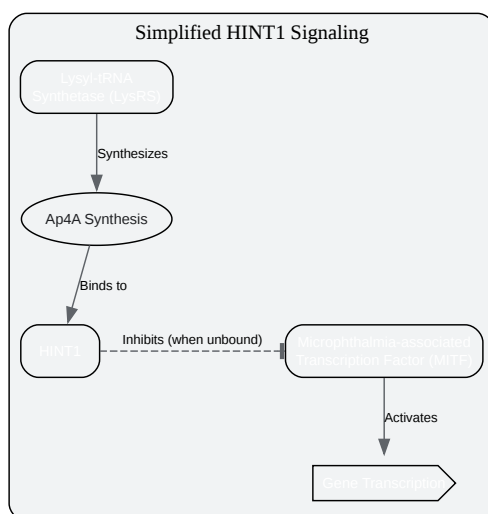 Simplified HINT1 Signaling
Lysyl-tRNA
Synthetase (LysRS)
Synthesizes
Ap4A Synthesis
Binds to
HINT1
Inhibits (when unbound)
Microphthalmia-associated
Transcription Factor (MITF)
Activates
Gene Transcription